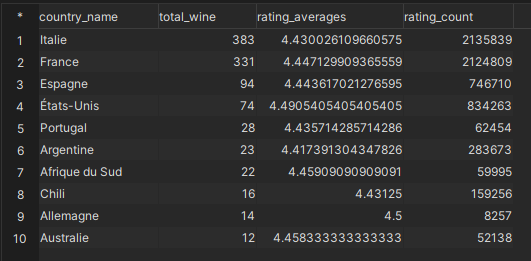 * country_name total_wine rating_averages rating_count
1 Italie 383 4.430026109660575 2135839
2 France 331 4.447129909365559 2124809
3 Espagne 94 4.443617021276595 746710
4 États-Unis 74 4.4905405405405405 834263
5 Portugal 28 4.435714285714286 62454
6 Argentine 23 4.417391304347826 283673
7 Afrique du Sud 22 4.45909090909091 59995
8 Chili 16 4.43125 159256
9 Allemagne 14 4.5 8257
10 Australie 12 4.458333333333333 52138